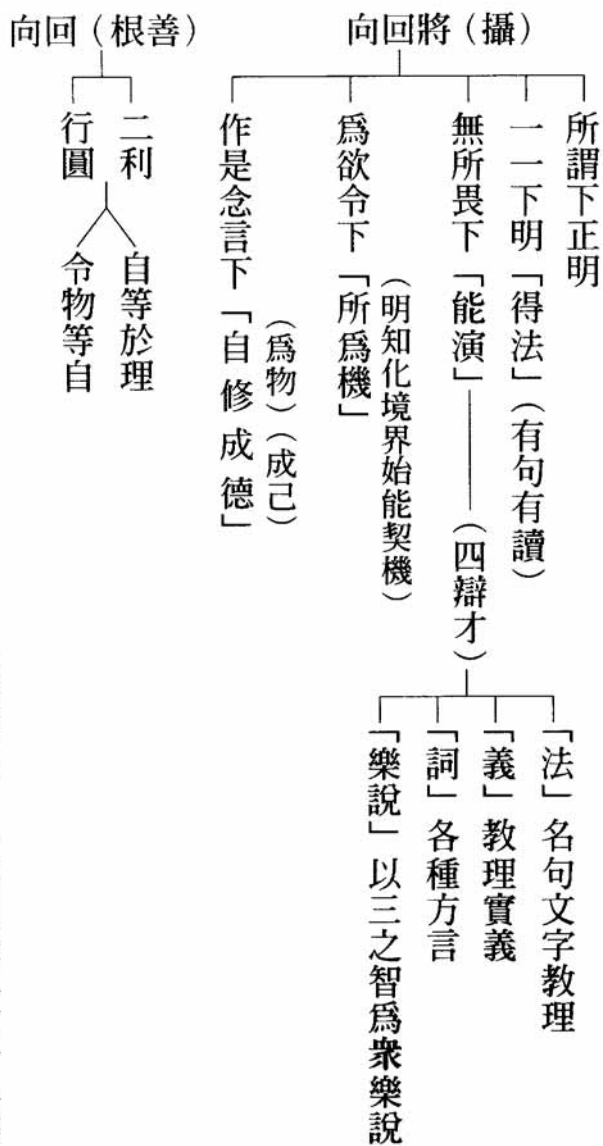 （攝）將回向
所謂下正明
一一下明「得法」（有句有讀）
無所畏下「能演」——（四辯才）
「法」名句文字教理
「義」教理實義
「詞」各種方言
「樂說」以三之智爲衆樂說
爲欲令下「所爲機」
（明知化境界始能契機）
作是念言下「自修成德」
（爲物）（成己）
（善根）回向
二利
行圓
自等於理
令物等自